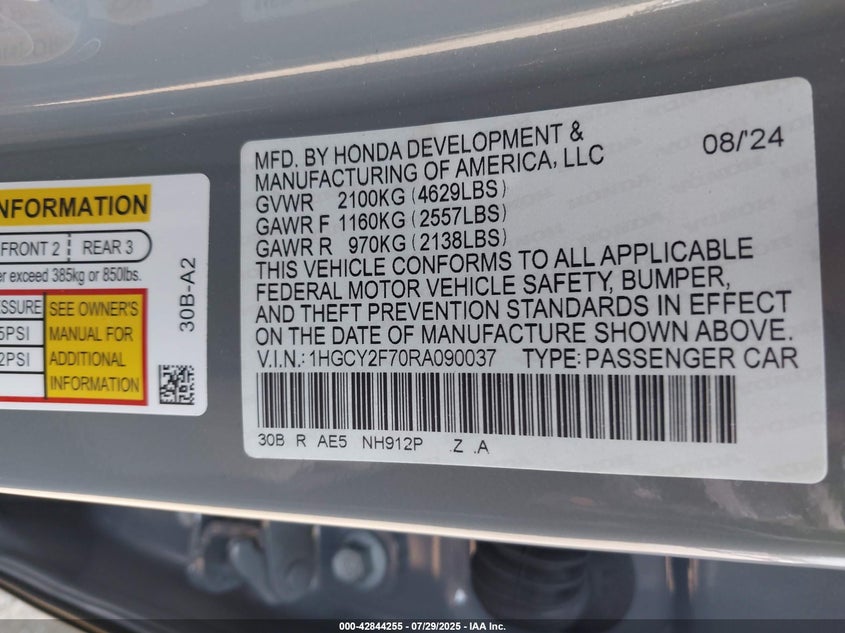 INFORMATION
FRONT 2 REAR 3
exceed 385kg or 850lbs.
SEE OWNER'S
MANUAL FOR
ADDITIONAL
INFORMATION
30B-A2
MFD. BY HONDA DEVELOPMENT &
MANUFACTURING OF AMERICA, LLC
08/'24
GVWR 2100KG (4629LBS)
GAWR F 1160KG (2557LBS)
GAWR R 970KG (2138LBS)
THIS VEHICLE CONFORMS TO ALL APPLICABLE
FEDERAL MOTOR VEHICLE SAFETY, BUMPER,
AND THEFT PREVENTION STANDARDS IN EFFECT
ON THE DATE OF MANUFACTURE SHOWN ABOVE.
V.I.N.: 1HGCY2F70RA090037 TYPE: PASSENGER CAR
30B R AE5 NH912P .Z .A
000-42844255 | 07/29/2025 - IAA Inc.